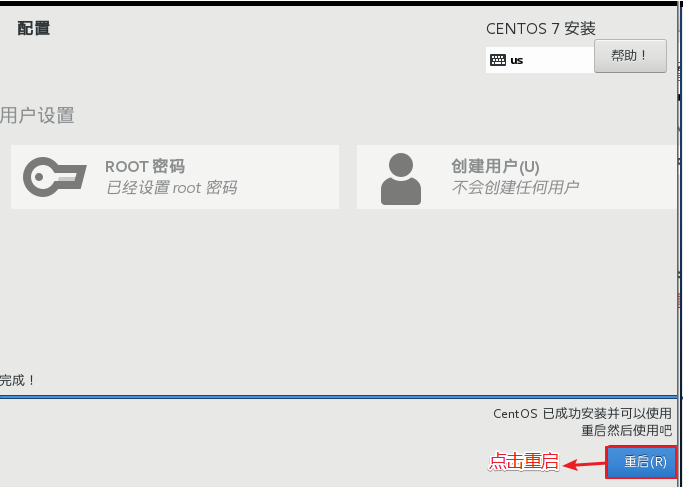 配置
CENTOS 7 安装
us
帮助！
用户设置
ROOT 密码
已经设置 root 密码
创建用户(U)
不会创建任何用户
完成！
CentOS 已成功安装并可以使用
重启然后使用吧
点击重启
重启(R)